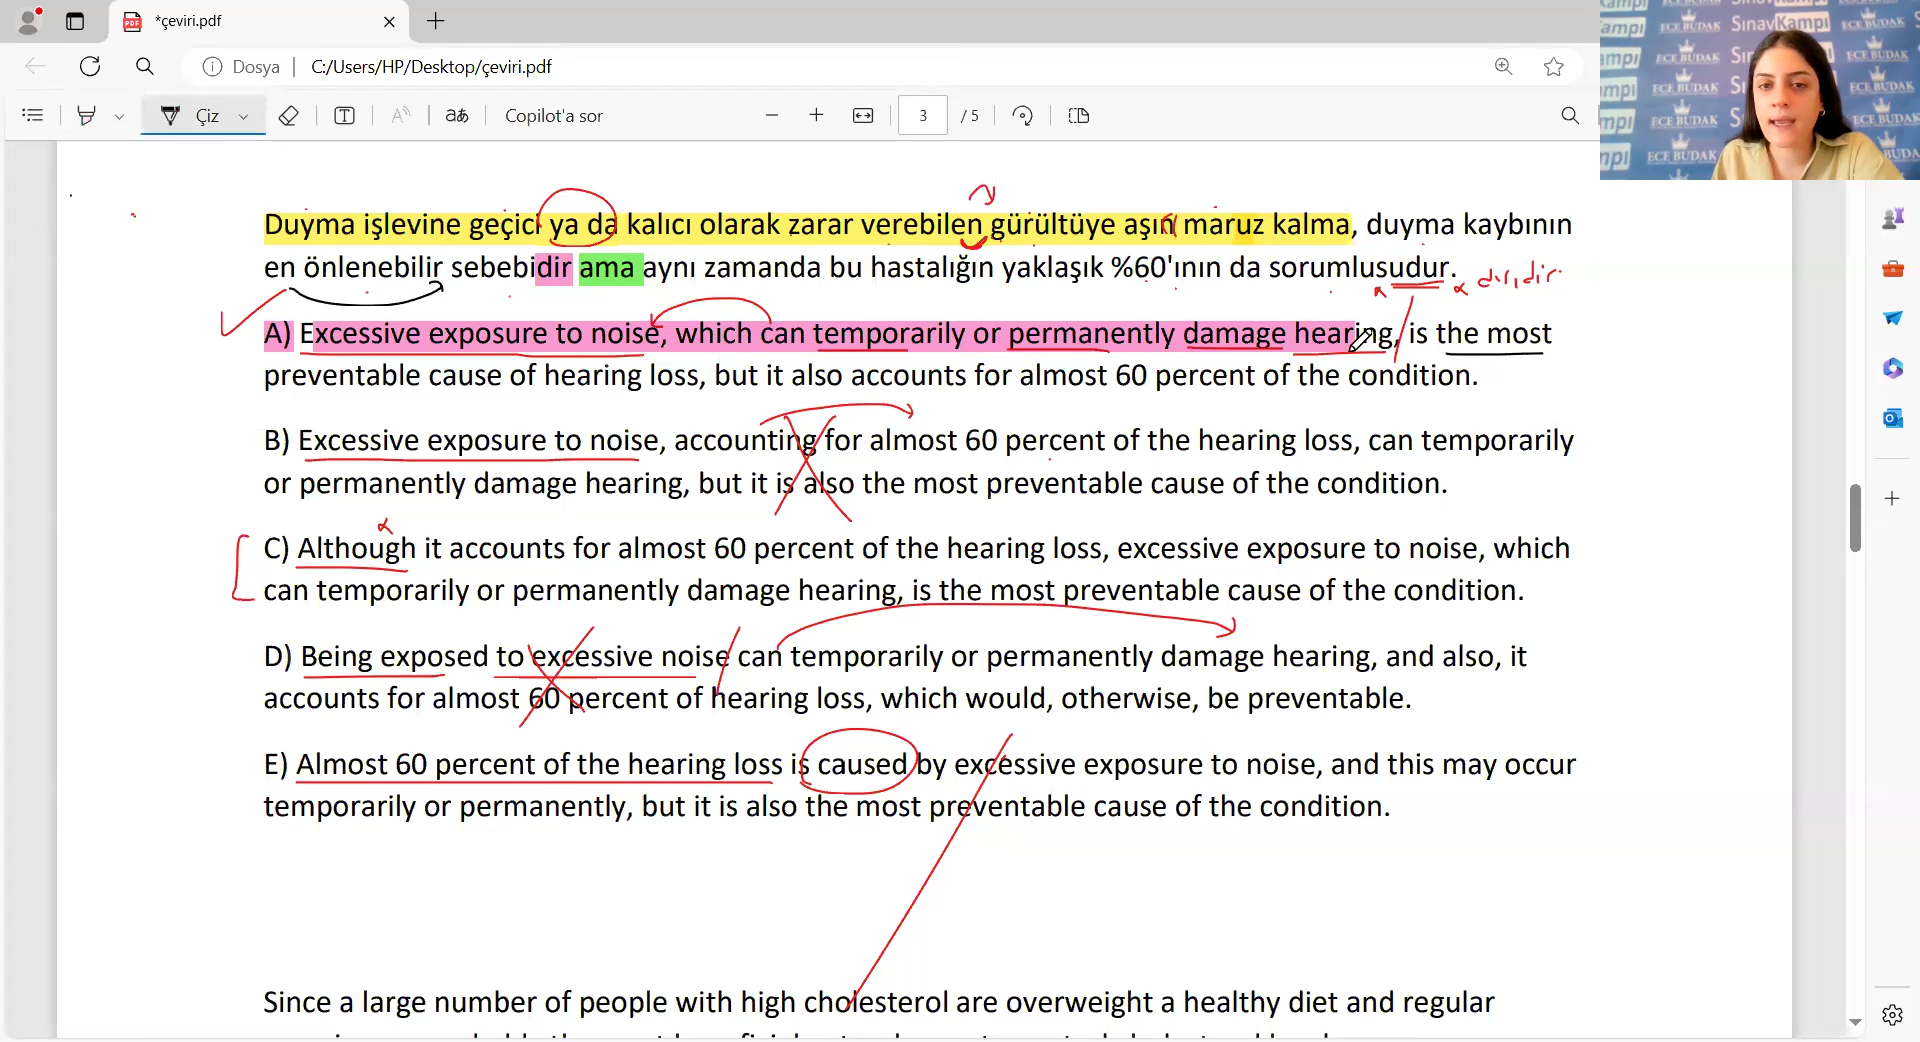 *çeviri.pdf
Dosya C:/Users/HP/Desktop/çeviri.pdf
Çiz T A aあ Copilot'a sor 3 / 5
Duyma işlevine geçici ya da kalıcı olarak zarar verebilen gürültüye aşırı maruz kalma, duyma kaybının
en önlenebilir sebebidir ama aynı zamanda bu hastalığın yaklaşık %60'ının da sorumlusudur.
dır, dir
A) Excessive exposure to noise, which can temporarily or permanently damage hearing, is the most
preventable cause of hearing loss, but it also accounts for almost 60 percent of the condition.
B) Excessive exposure to noise, accounting for almost 60 percent of the hearing loss, can temporarily
or permanently damage hearing, but it is also the most preventable cause of the condition.
C) Although it accounts for almost 60 percent of the hearing loss, excessive exposure to noise, which
can temporarily or permanently damage hearing, is the most preventable cause of the condition.
D) Being exposed to excessive noise can temporarily or permanently damage hearing, and also, it
accounts for almost 60 percent of hearing loss, which would, otherwise, be preventable.
E) Almost 60 percent of the hearing loss is caused by excessive exposure to noise, and this may occur
temporarily or permanently, but it is also the most preventable cause of the condition.
Since a large number of people with high cholesterol are overweight a healthy diet and regular
SınavKampı
ECE BUDAK